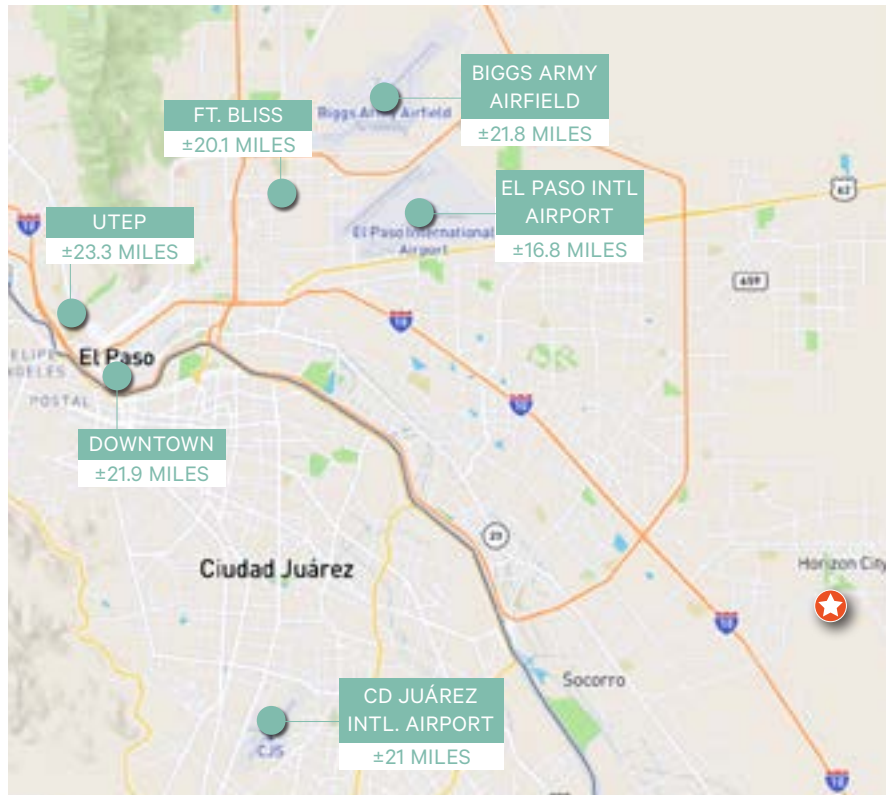 BIGGS ARMY
AIRFIELD
±21.8 MILES
Biggs Army Airfield
FT. BLISS
±20.1 MILES
EL PASO INTL
AIRPORT
±16.8 MILES
62
UTEP
±23.3 MILES
10
El Paso International
Airport
659
10
El Paso
POSTAL
10
DOWNTOWN
±21.9 MILES
20
Ciudad Juárez
Horizon City
10
Socorro
CD JUÁREZ
INTL. AIRPORT
±21 MILES
CJS
10